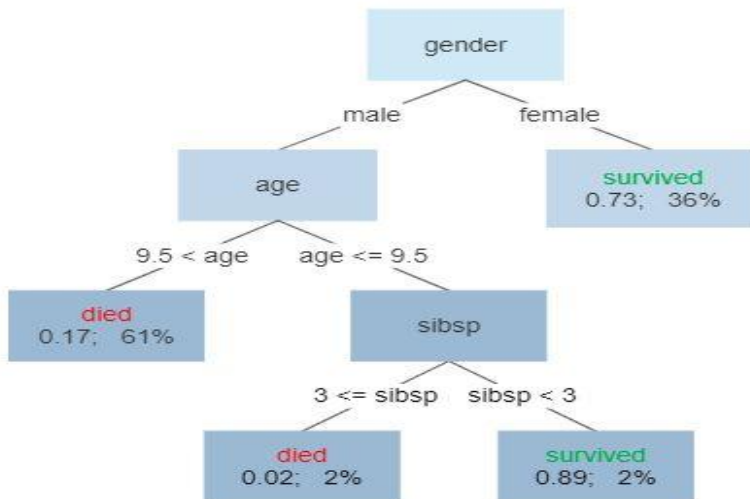 gender
male
female
age
survived
0.73; 36%
9.5 < age
age <= 9.5
died
0.17; 61%
sibsp
3 <= sibsp
sibsp < 3
died
0.02; 2%
survived
0.89; 2%